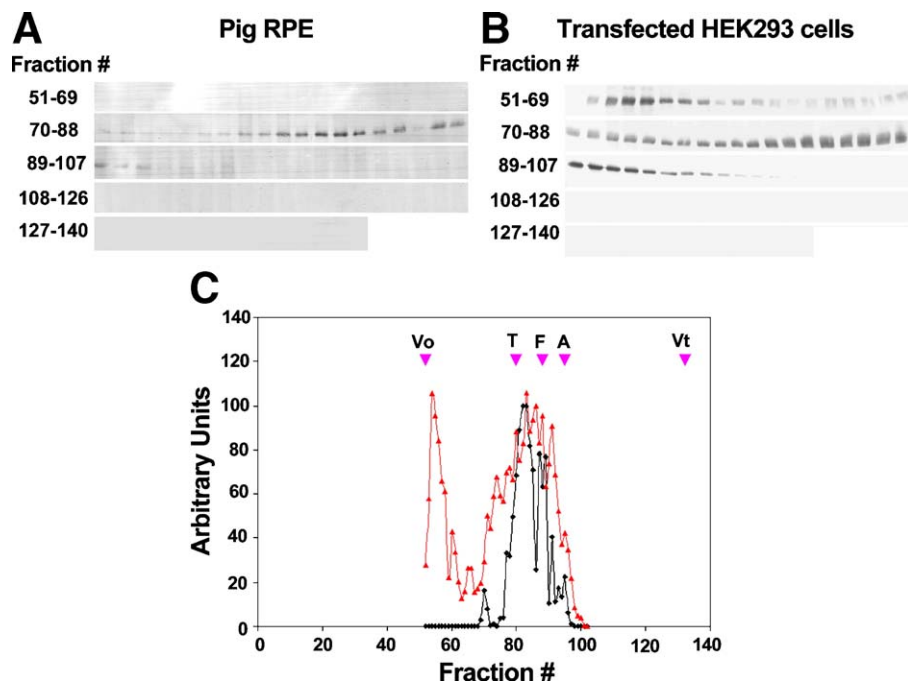 A
Pig RPE
Fraction #
51-69
70-88
89-107
108-126
127-140
B
Transfected HEK293 cells
Fraction #
51-69
70-88
89-107
108-126
127-140
C
140
120
100
80
60
40
20
0
Arbitrary Units
Vo
T
F
A
Vt
0 20 40 60 80 100 120 140
Fraction #